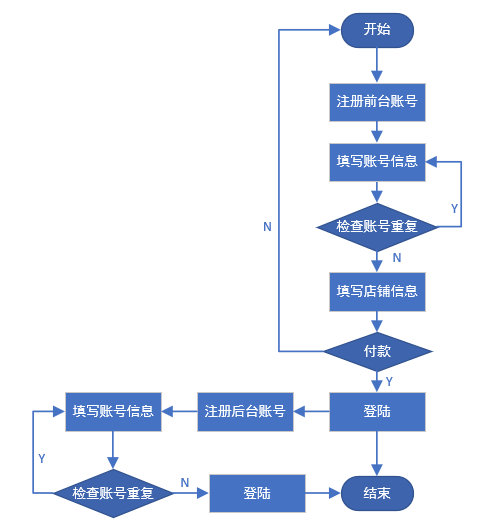 开始
注册前台账号
填写账号信息
Y
检查账号重复
N
N
填写店铺信息
付款
Y
填写账号信息
注册后台账号
登陆
Y
检查账号重复
N
登陆
结束